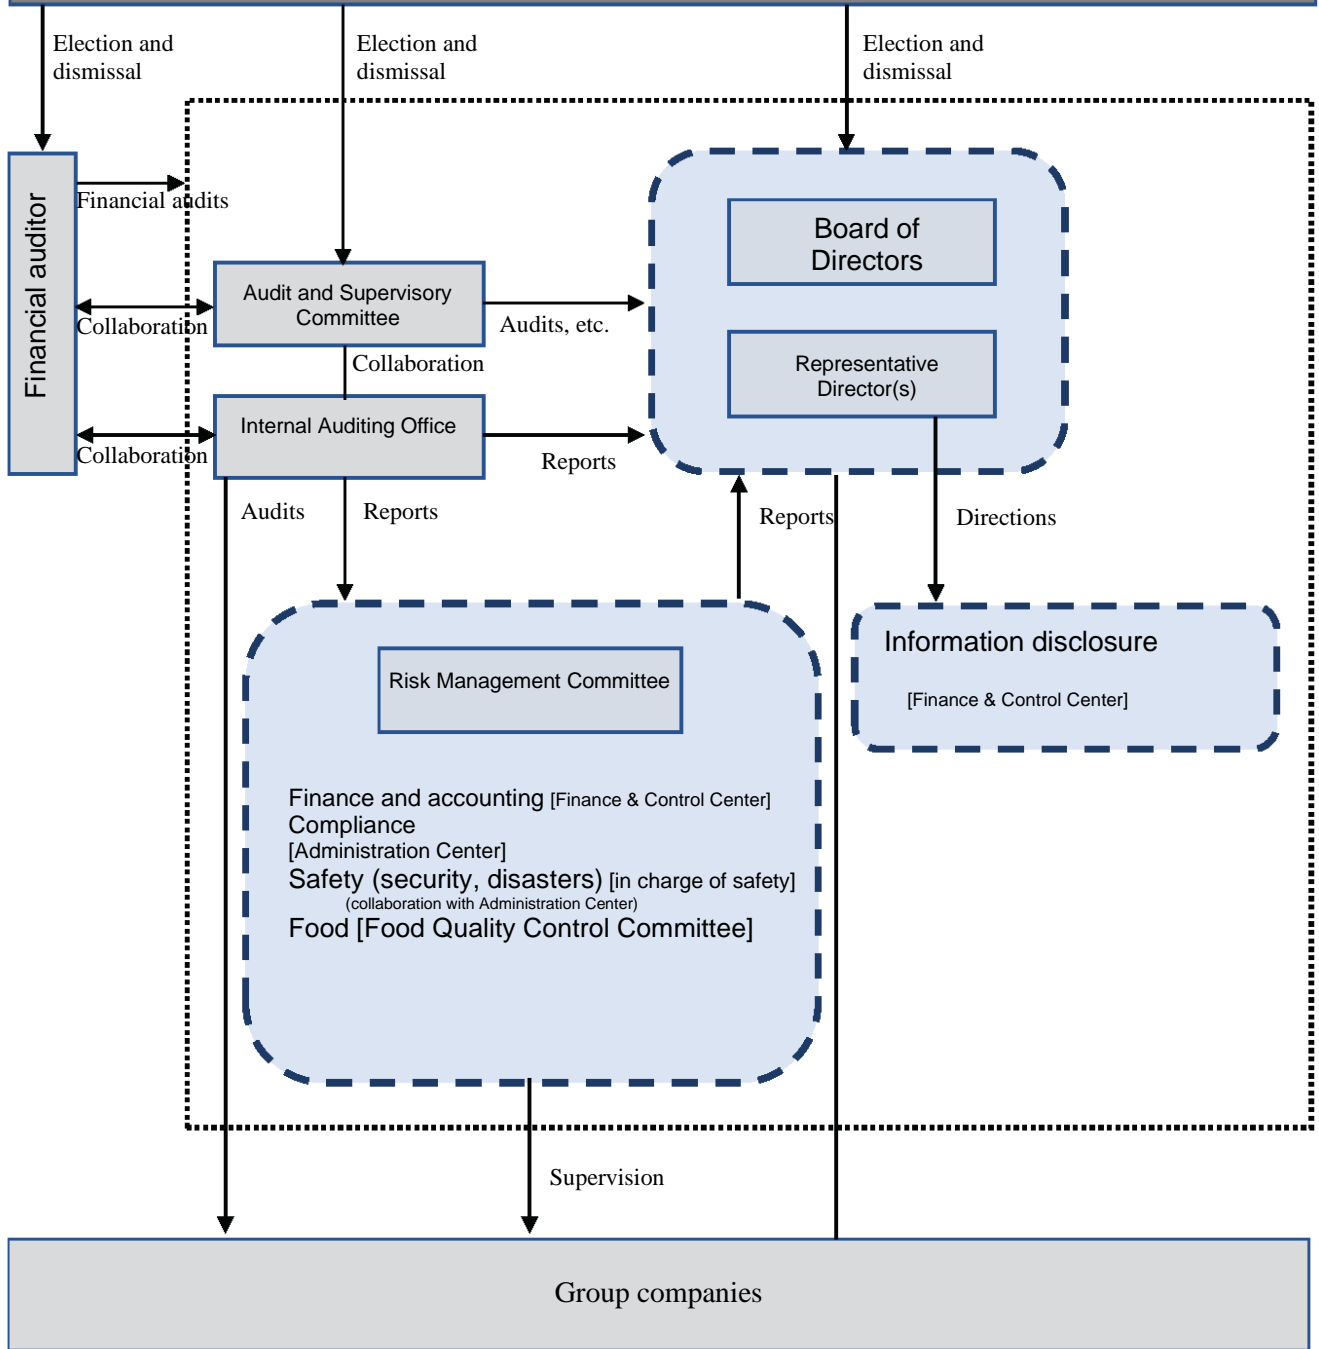 Election and
dismissal
Election and
dismissal
Election and
dismissal
Financial auditor
Financial audits
Board of
Directors
Audit and Supervisory
Committee
Collaboration
Audits, etc.
Representative
Director(s)
Collaboration
Internal Auditing Office
Collaboration
Reports
Audits
Reports
Reports
Directions
Information disclosure
[Finance & Control Center]
Risk Management Committee
Finance and accounting [Finance & Control Center]
Compliance
[Administration Center]
Safety (security, disasters) [in charge of safety]
(collaboration with Administration Center)
Food [Food Quality Control Committee]
Supervision
Group companies